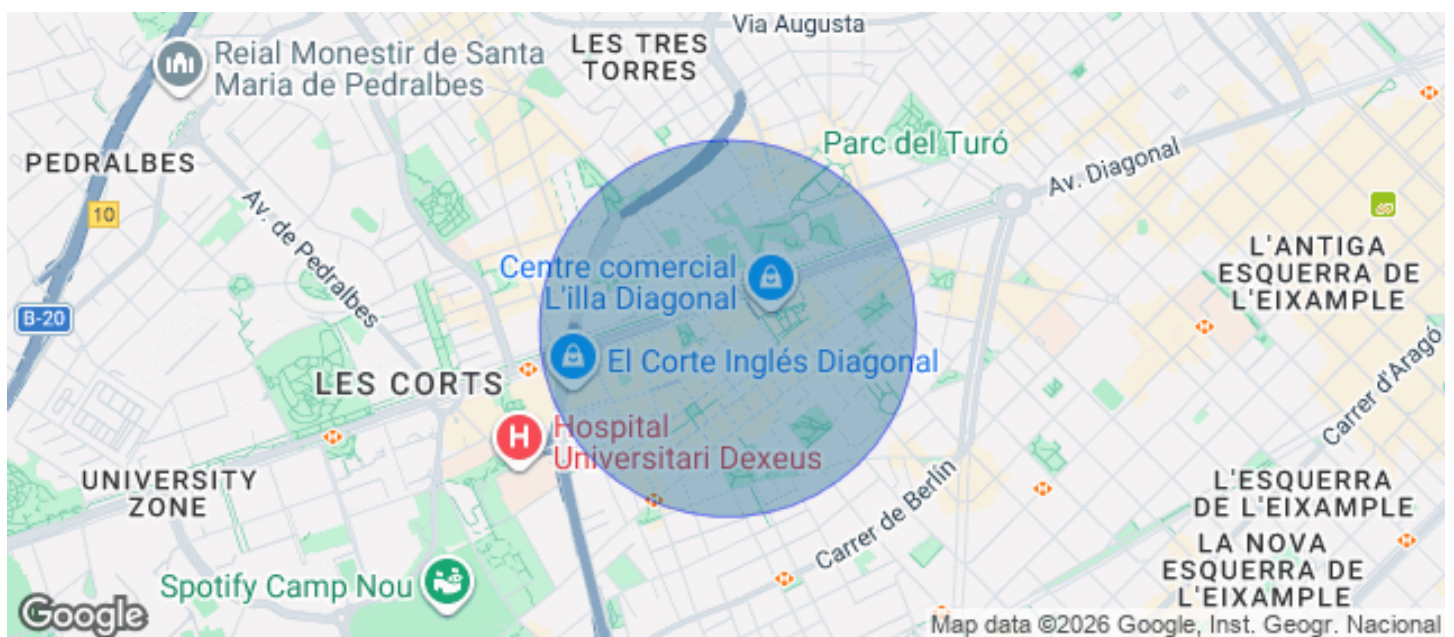 Via Augusta
LES TRES
TORRES
Reial Monestir de Santa
Maria de Pedralbes
Parc del Turó
PEDRALBES
Av. Diagonal
10
Av. de Pedralbes
L'ANTIGA
ESQUERRA DE
L'EIXAMPLE
Centre comercial
L'illa Diagonal
B-20
El Corte Inglés Diagonal
LES CORTS
Carrer d'Aragó
H
Hospital
Universitari Dexeus
UNIVERSITY
ZONE
L'ESQUERRA
DE L'EIXAMPLE
Carrer de Berlín
LA NOVA
ESQUERRA DE
L'EIXAMPLE
Spotify Camp Nou
Google
Map data ©2026 Google, Inst. Geogr. Nacional